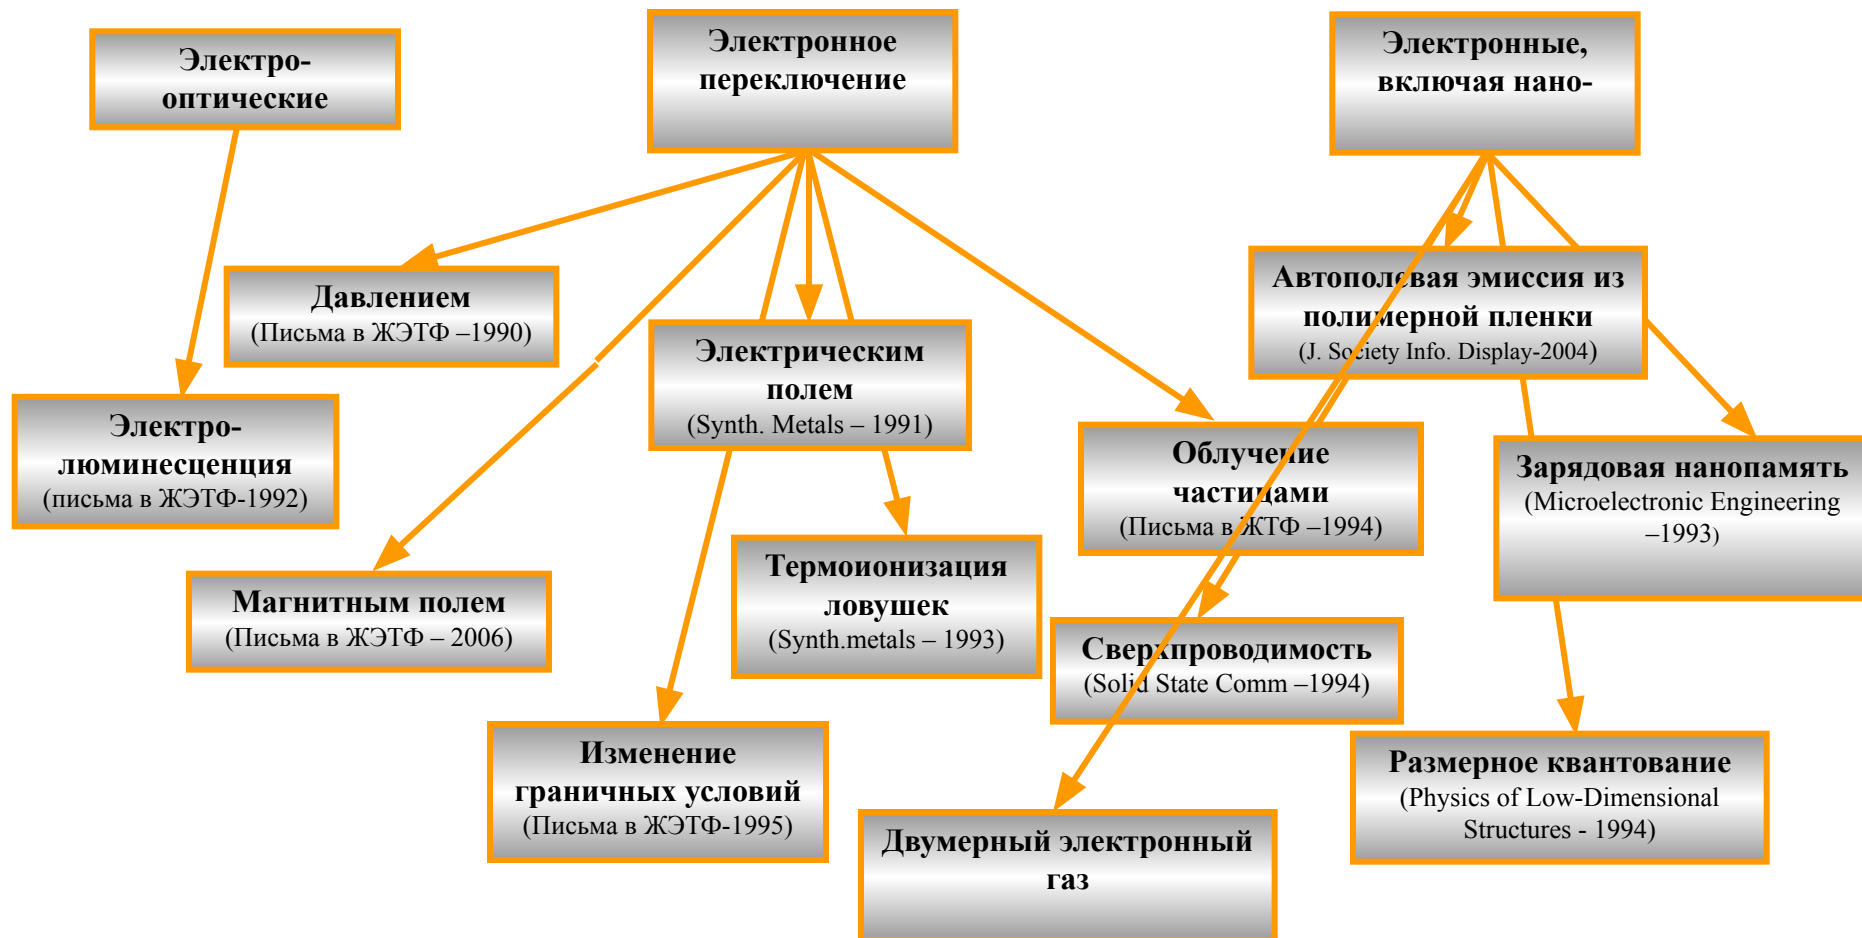 Электро-
оптические
Электронное
переключение
Электронные,
включая нано-
Давлением
(Письма в ЖЭТФ –1990)
Автополевая эмиссия из
полимерной пленки
(J. Society Info. Display-2004)
Электрическим
полем
(Synth. Metals – 1991)
Электро-
люминесценция
(письма в ЖЭТФ-1992)
Облучение
частицами
(Письма в ЖТФ –1994)
Зарядовая нанопамять
(Microelectronic Engineering
–1993)
Магнитным полем
(Письма в ЖЭТФ – 2006)
Термоионизация
ловушек
(Synth.metals – 1993)
Сверхпроводимость
(Solid State Comm –1994)
Изменение
граничных условий
(Письма в ЖЭТФ-1995)
Размерное квантование
(Physics of Low-Dimensional
Structures - 1994)
Двумерный электронный
газ